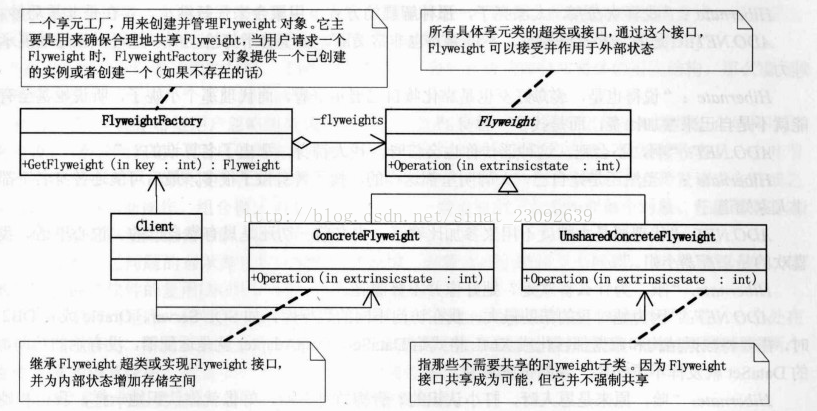 一个享元工厂，用来创建并管理Flyweight 对象。它主
要是用来确保合理地共享Flyweight，当用户请求一个
Flyweight 时，FlyweightFactory 对象提供一个已创建
的实例或者创建一个(如果不存在的话)
所有具体享元类的超类或接口，通过这个接口，
Flyweight 可以接受并作用于外部状态
FlyweightFactory
+GetFlyweight (in key : int) : Flyweight
-flyweights
Flyweight
+Operation(in extrinsicstate : int)
Client
http://blog.csdn.net/sinat_23092639
ConcreteFlyweight
+Operation(in extrinsicstate : int)
UnsharedConcreteFlyweight
+Operation(in extrinsicstate : int)
继承Flyweight 超类或实现 Flyweight 接口，
并为内部状态增加存储空间
指那些不需要共享的Flyweight子类。因为 Flyweight
接口共享成为可能，但它并不强制共享